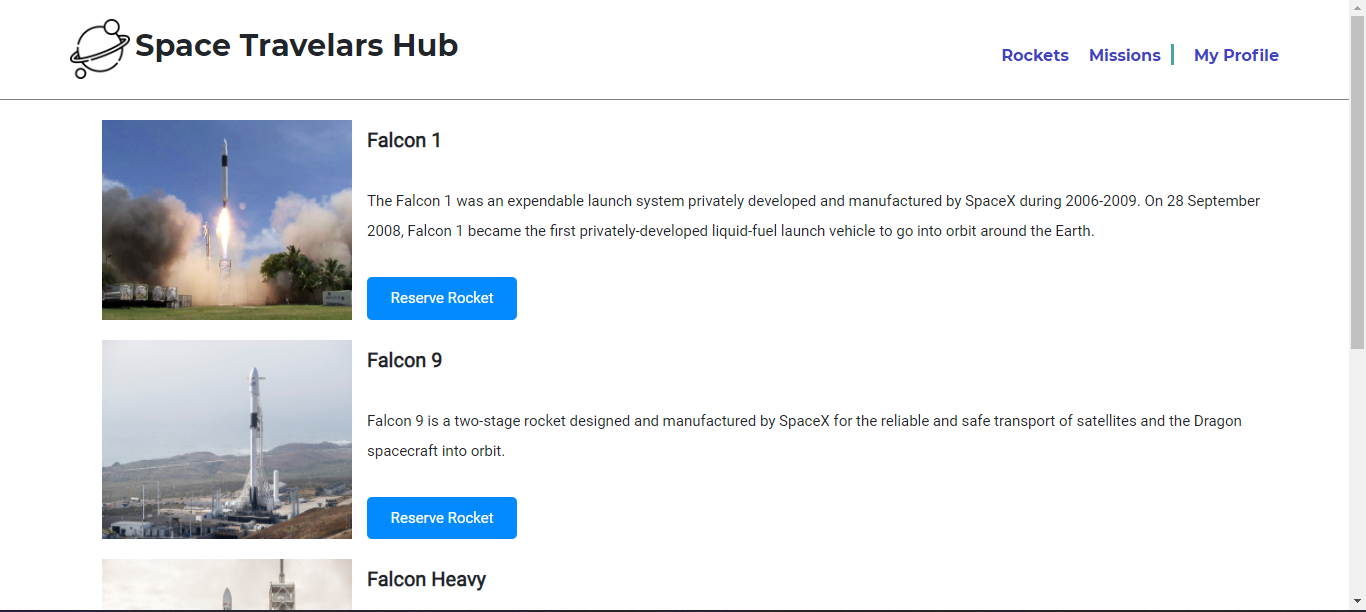 Space Travelars Hub
Rockets
Missions
My Profile
Falcon 1
The Falcon 1 was an expendable launch system privately developed and manufactured by SpaceX during 2006-2009. On 28 September
2008, Falcon 1 became the first privately-developed liquid-fuel launch vehicle to go into orbit around the Earth.
Reserve Rocket
Falcon 9
Falcon 9 is a two-stage rocket designed and manufactured by SpaceX for the reliable and safe transport of satellites and the Dragon
spacecraft into orbit.
Reserve Rocket
Falcon Heavy